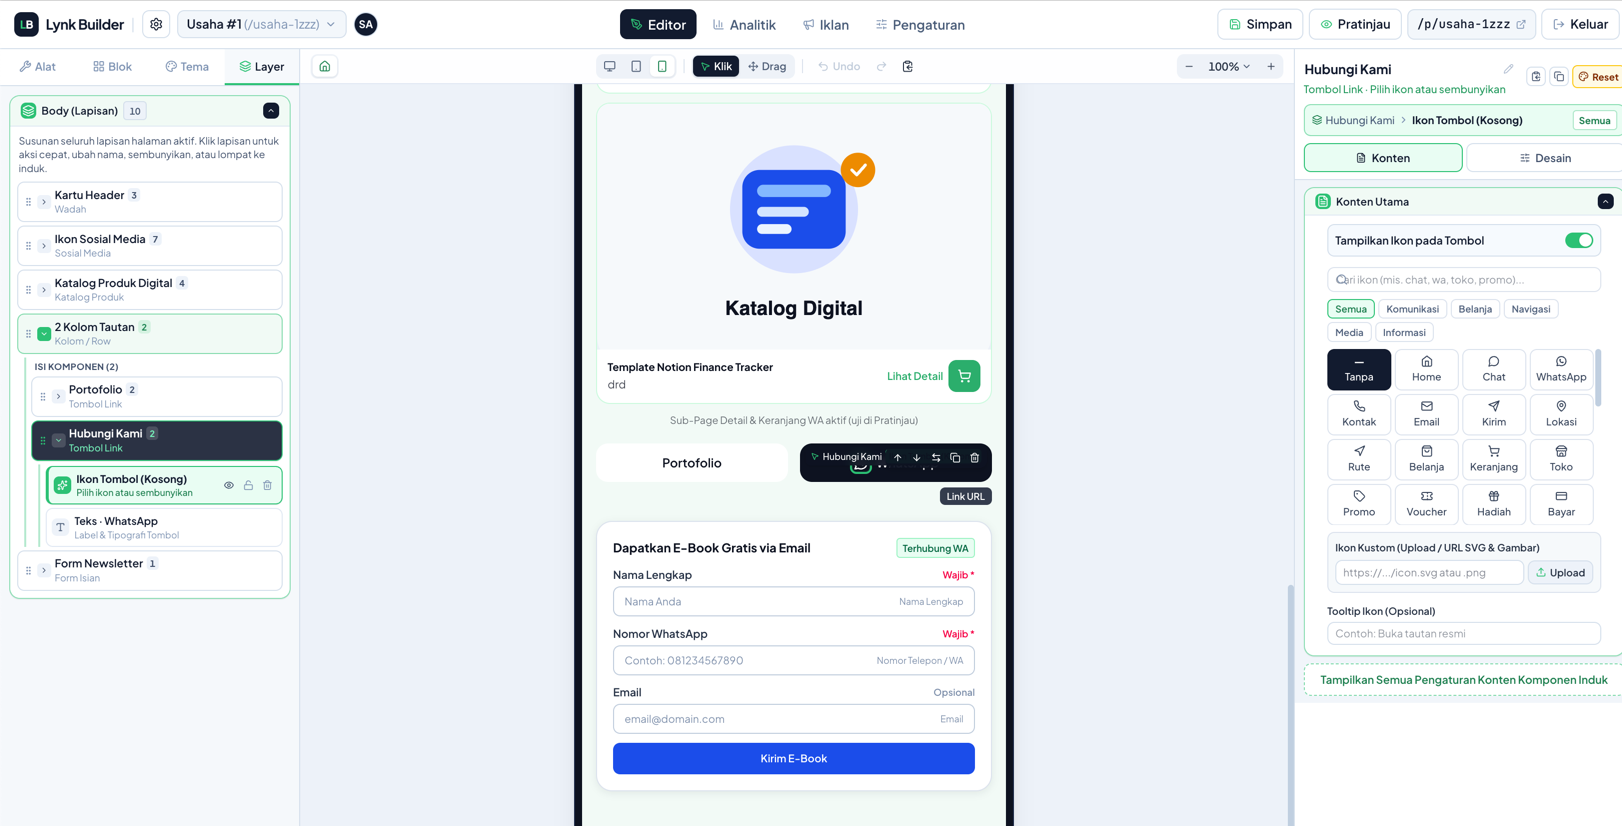 LB Lynk Builder
Usaha #1 (/usaha-1zzz)
SA
Editor
Analitik
Iklan
Pengaturan
Simpan
Pratinjau
/p/usaha-1zzz
Keluar
Alat
Blok
Tema
Layer
Klik
Drag
Undo
100%
Body (Lapisan) 10
Susunan seluruh lapisan halaman aktif. Klik lapisan untuk
aksi cepat, ubah nama, sembunyikan, atau lompat ke
induk.
Kartu Header 3
Wadah
Ikon Sosial Media 7
Sosial Media
Katalog Produk Digital 4
Katalog Produk
2 Kolom Tautan 2
Kolom / Row
ISI KOMPONEN (2)
Portofolio 2
Tombol Link
Hubungi Kami 2
Tombol Link
Ikon Tombol (Kosong)
Pilih ikon atau sembunyikan
T Teks · WhatsApp
Label & Tipografi Tombol
Form Newsletter 1
Form Isian
Katalog Digital
Template Notion Finance Tracker
drd
Lihat Detail
Sub-Page Detail & Keranjang WA aktif (uji di Pratinjau)
Portofolio
Hubungi Kami
Link URL
Dapatkan E-Book Gratis via Email
Terhubung WA
Nama Lengkap
Wajib *
Nama Anda
Nama Lengkap
Nomor WhatsApp
Wajib *
Contoh: 081234567890
Nomor Telepon / WA
Email
Opsional
email@domain.com
Email
Kirim E-Book
Hubungi Kami
Tombol Link · Pilih ikon atau sembunyikan
Reset
Hubungi Kami > Ikon Tombol (Kosong)
Semua
Konten
Desain
Konten Utama
Tampilkan Ikon pada Tombol
ari ikon (mis. chat, wa, toko, promo)...
Semua
Komunikasi
Belanja
Navigasi
Media
Informasi
Tanpa
Home
Chat
WhatsApp
Kontak
Email
Kirim
Lokasi
Rute
Belanja
Keranjang
Toko
Promo
Voucher
Hadiah
Bayar
Ikon Kustom (Upload / URL SVG & Gambar)
https://.../icon.svg atau .png
Upload
Tooltip Ikon (Opsional)
Contoh: Buka tautan resmi
Tampilkan Semua Pengaturan Konten Komponen Induk